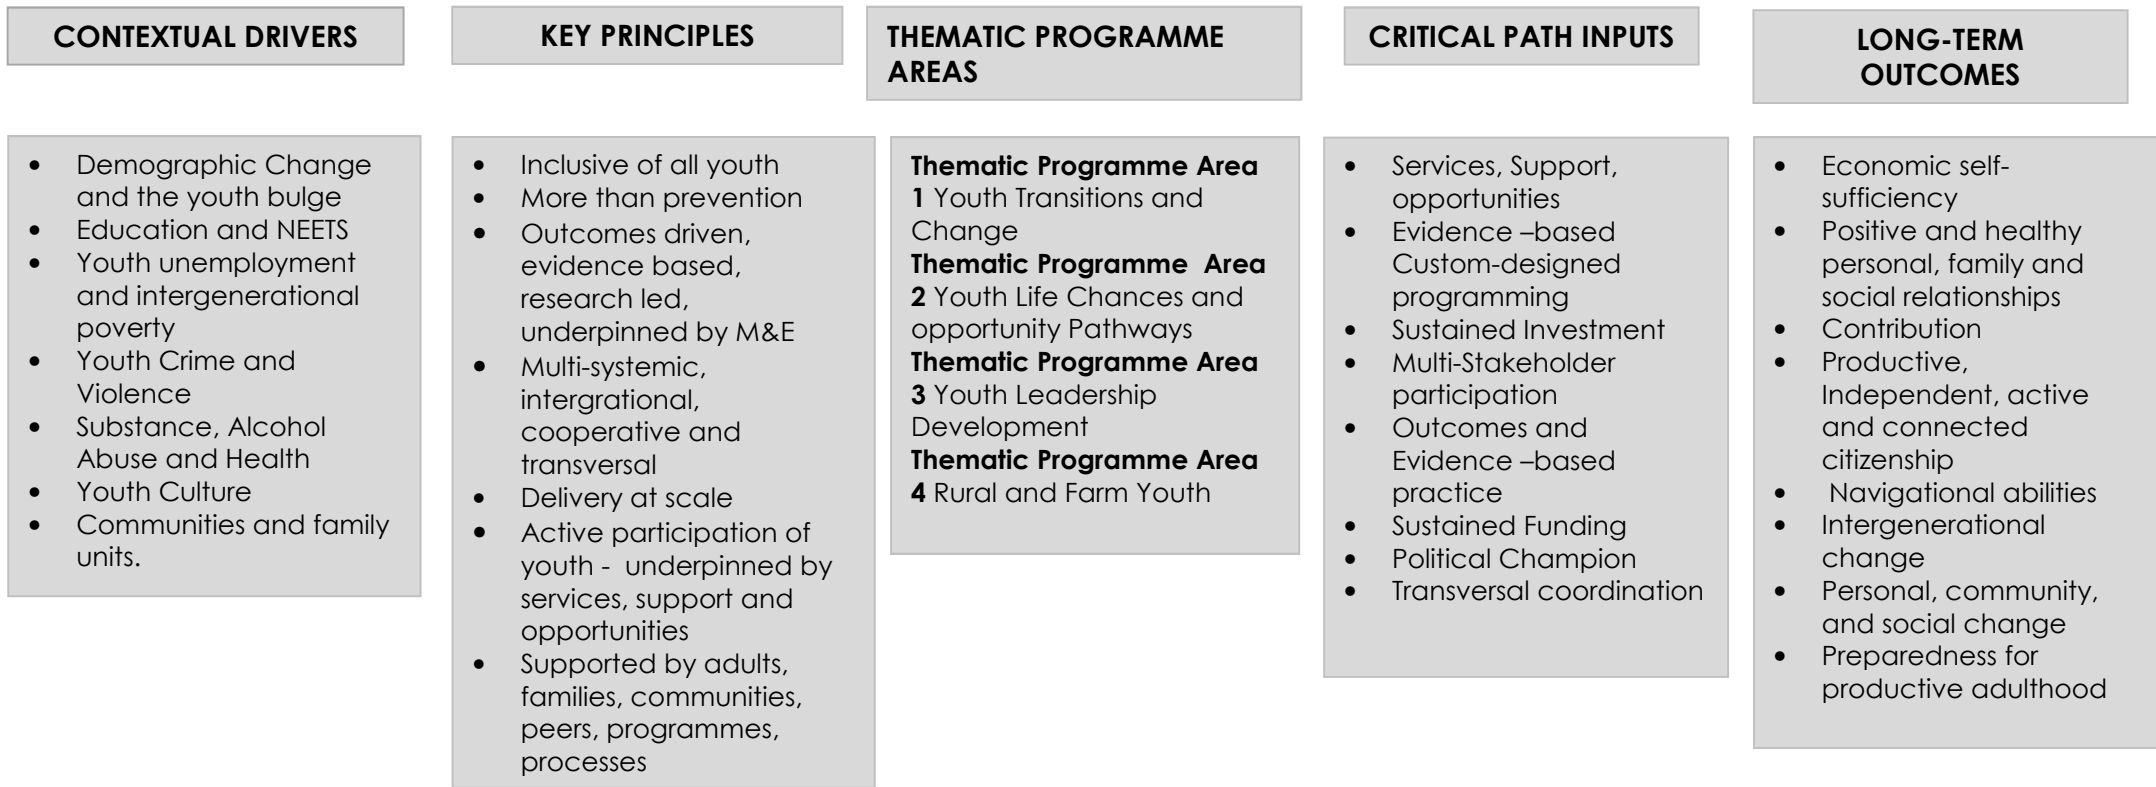 CONTEXTUAL DRIVERS
• Demographic Change
and the youth bulge
• Education and NEETS
• Youth unemployment
and intergenerational
poverty
• Youth Crime and
Violence
• Substance, Alcohol
Abuse and Health
• Youth Culture
• Communities and family
units.
KEY PRINCIPLES
• Inclusive of all youth
• More than prevention
• Outcomes driven,
evidence based,
research led,
underpinned by M&E
• Multi-systemic,
intergrational,
cooperative and
transversal
• Delivery at scale
• Active participation of
youth - underpinned by
services, support and
opportunities
• Supported by adults,
families, communities,
peers, programmes,
processes
THEMATIC PROGRAMME
AREAS
Thematic Programme Area
1 Youth Transitions and
Change
Thematic Programme Area
2 Youth Life Chances and
opportunity Pathways
Thematic Programme Area
3 Youth Leadership
Development
Thematic Programme Area
4 Rural and Farm Youth
CRITICAL PATH INPUTS
• Services, Support,
opportunities
• Evidence –based
Custom-designed
programming
• Sustained Investment
• Multi-Stakeholder
participation
• Outcomes and
Evidence –based
practice
• Sustained Funding
• Political Champion
• Transversal coordination
LONG-TERM
OUTCOMES
• Economic self-
sufficiency
• Positive and healthy
personal, family and
social relationships
• Contribution
• Productive,
Independent, active
and connected
citizenship
• Navigational abilities
• Intergenerational
change
• Personal, community,
and social change
• Preparedness for
productive adulthood